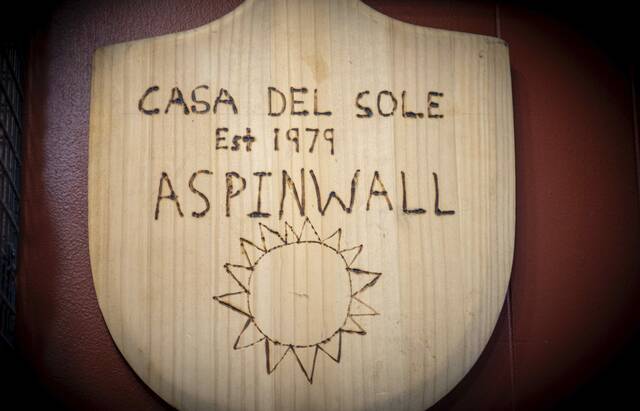 CASA DEL SOLE
Est 1979
ASPINWALL